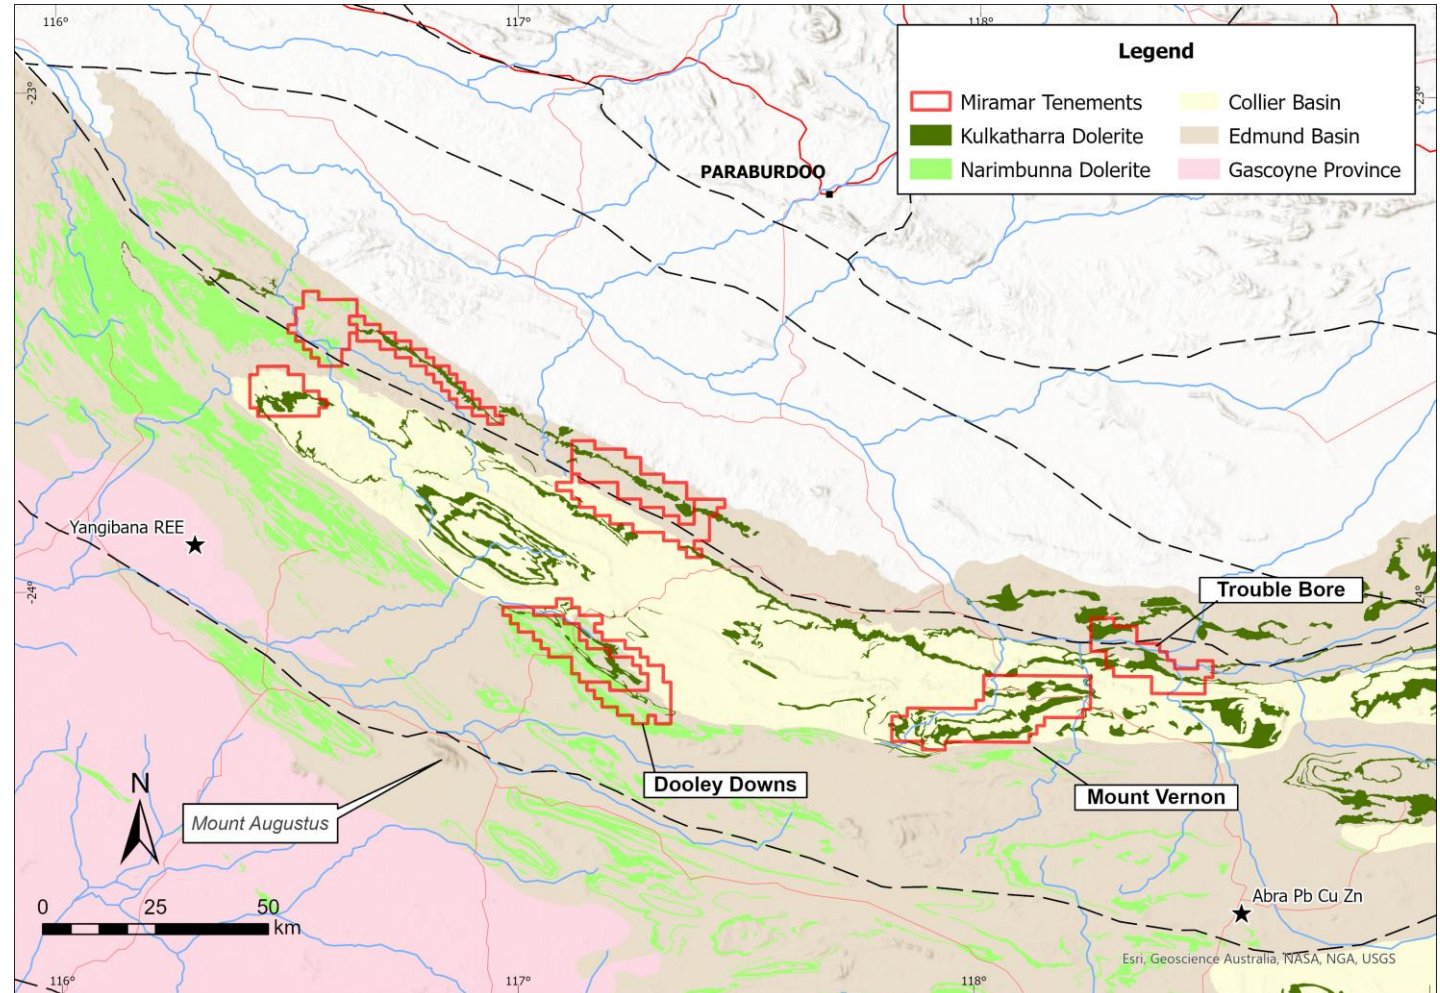 116°
117°
118°
-23°
-23°
Legend
Miramar Tenements
Kulkatharra Dolerite
Narimbunna Dolerite
Collier Basin
Edmund Basin
Gascoyne Province
PARABURDOO
Yangibana REE
-24°
-24°
Trouble Bore
Dooley Downs
Mount Vernon
Mount Augustus
N
0 25 50
km
Abra Pb Cu Zn
Esri, Geoscience Australia, NASA, NGA, USGS
116°
117°
118°